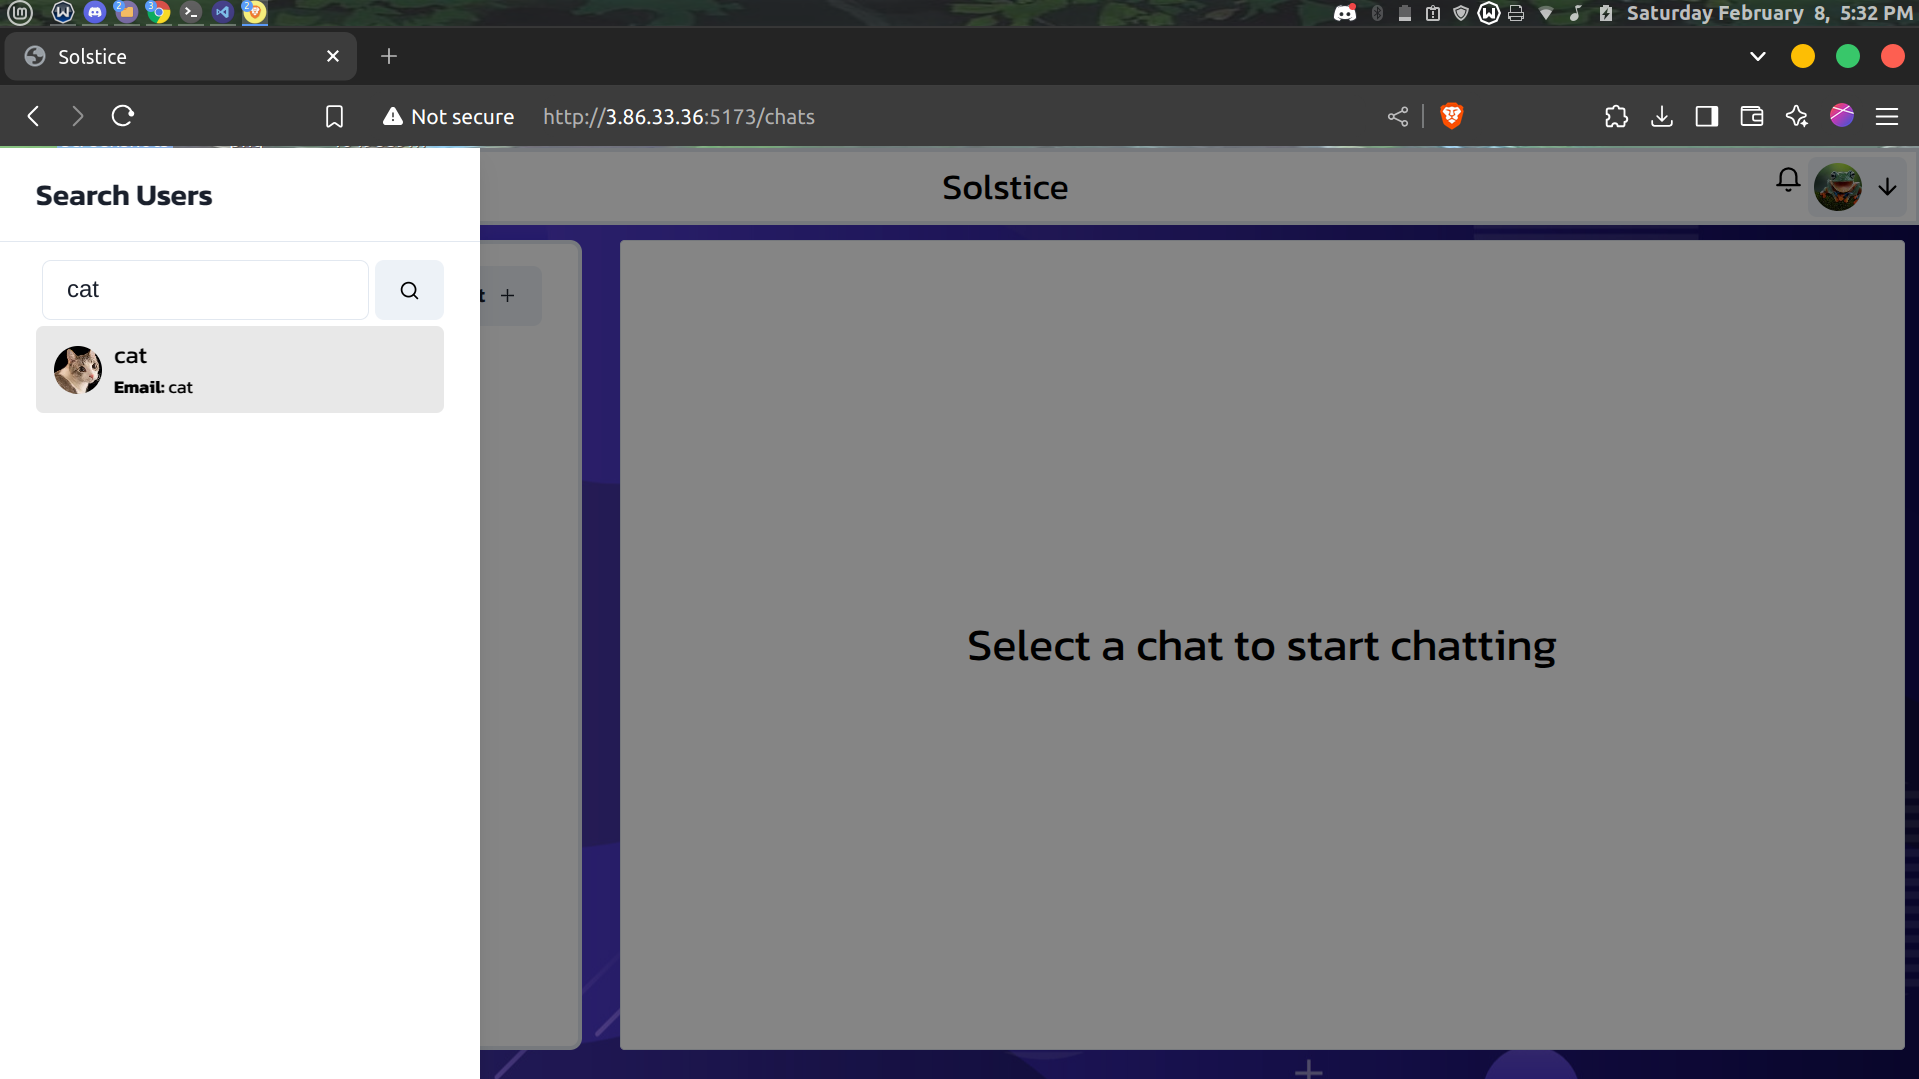 Saturday February 8, 5:32 PM
Solstice
Not secure http://3.86.33.36:5173/chats
Search Users
Solstice
cat
t +
cat
Email: cat
Select a chat to start chatting